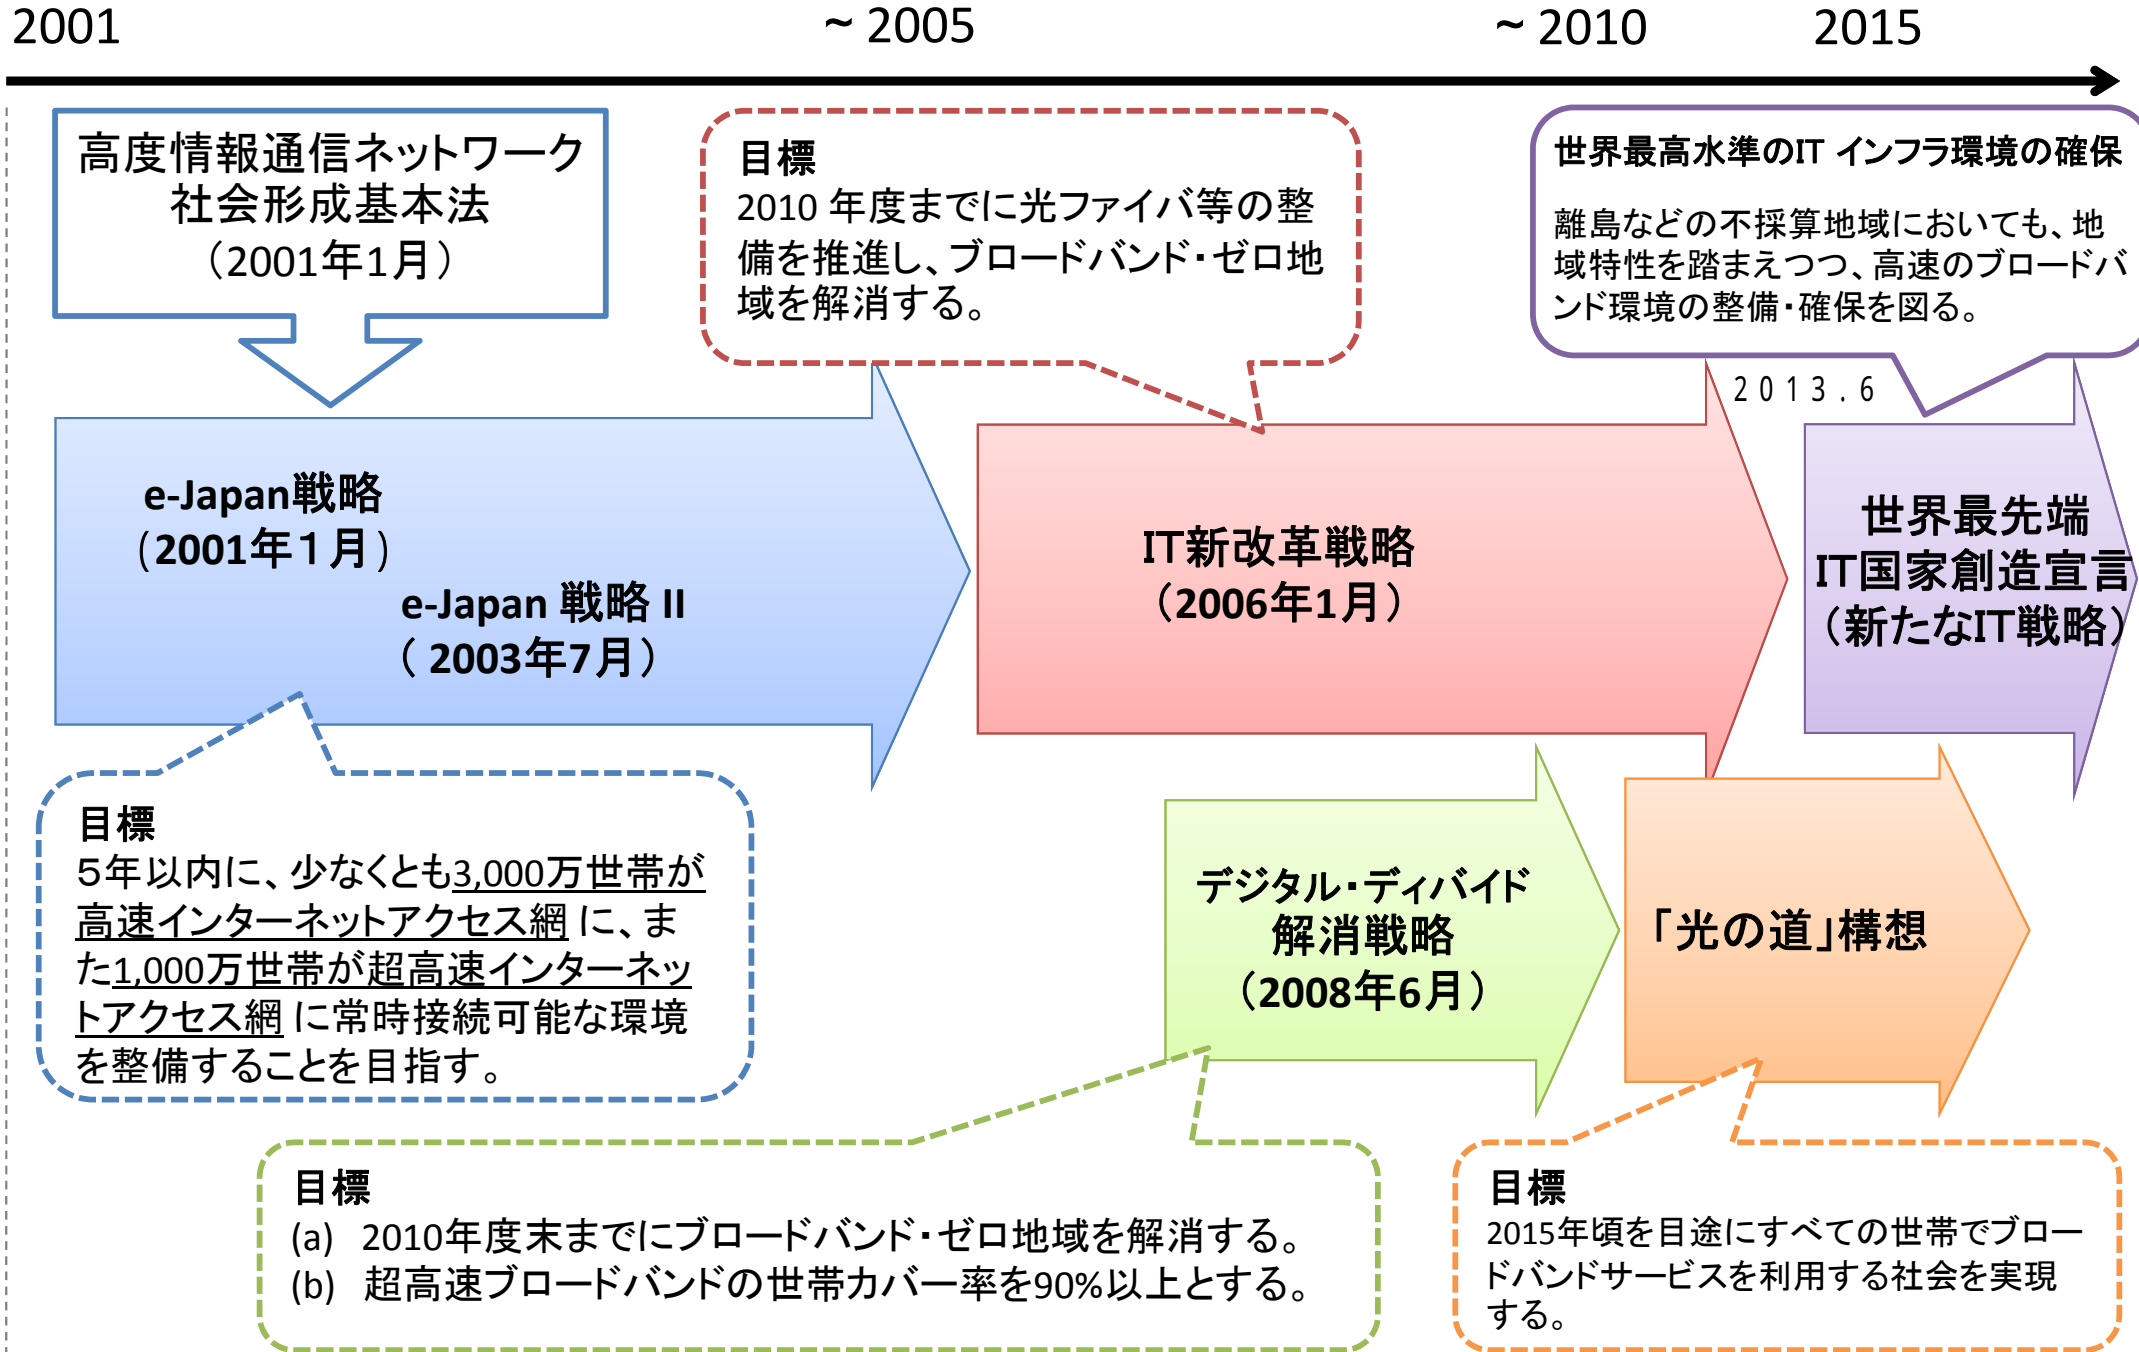 2001
~ 2005
~ 2010
2015
高度情報通信ネットワーク
社会形成基本法
（2001年1月）
目標
2010 年度までに光ファイバ等の整
備を推進し、ブロードバンド・ゼロ地
域を解消する。
世界最高水準のIT インフラ環境の確保
離島などの不採算地域においても、地
域特性を踏まえつつ、高速のブロードバ
ンド環境の整備・確保を図る。
2013.6
e-Japan戦略
（2001年１月）
e-Japan 戦略 II
（ 2003年7月）
IT新改革戦略
（2006年1月）
世界最先端
IT国家創造宣言
（新たなIT戦略）
目標
５年以内に、少なくとも3,000万世帯が
高速インターネットアクセス網 に、ま
た1,000万世帯が超高速インターネッ
トアクセス網 に常時接続可能な環境
を整備することを目指す。
デジタル・ディバイド
解消戦略
（2008年6月）
「光の道」構想
目標
(a) 2010年度末までにブロードバンド・ゼロ地域を解消する。
(b) 超高速ブロードバンドの世帯カバー率を90%以上とする。
目標
2015年頃を目途にすべての世帯でブロー
ドバンドサービスを利用する社会を実現
する。